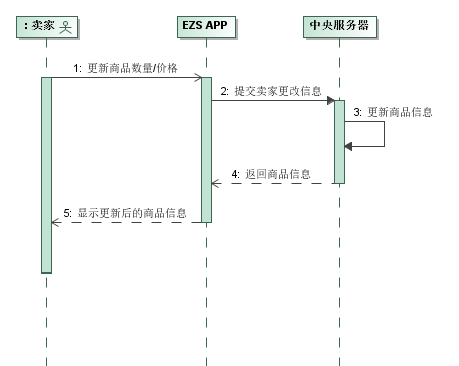 : 卖家
EZS APP
中央服务器
1: 更新商品数量/价格
2: 提交卖家更改信息
3: 更新商品信息
4: 返回商品信息
5: 显示更新后的商品信息